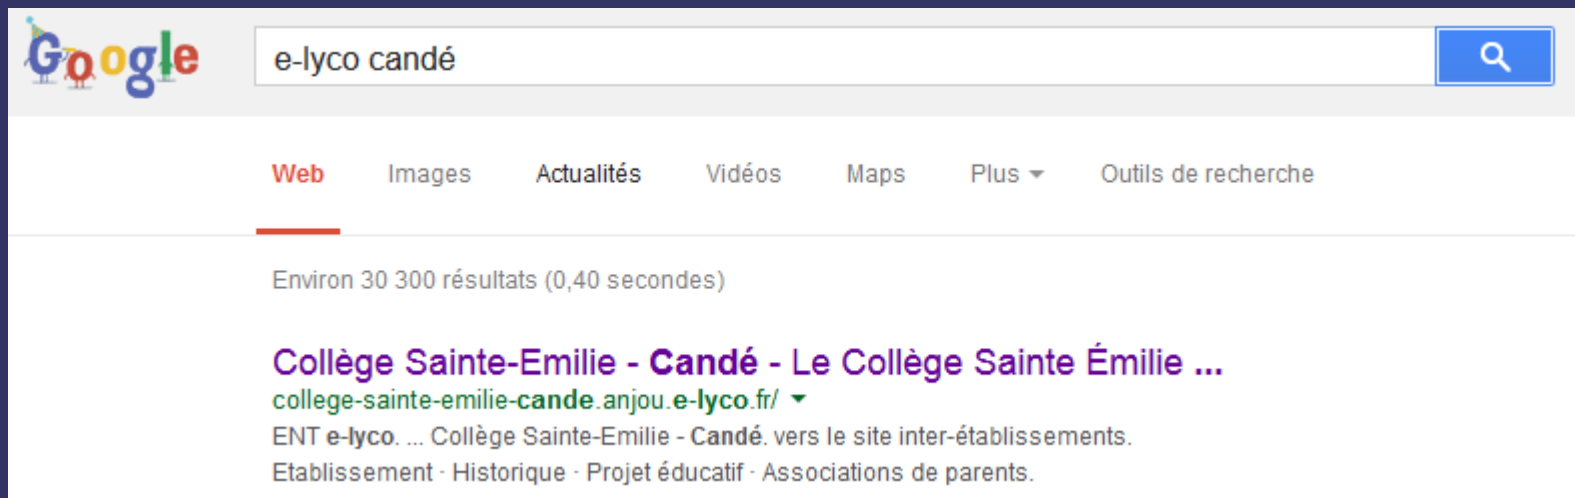 Google
e-lyco candé
Web Images Actualités Vidéos Maps Plus Outils de recherche
Environ 30 300 résultats (0,40 secondes)
Collège Sainte-Emilie - Candé - Le Collège Sainte Émilie ...
college-sainte-emilie-cande.anjou.e-lyco.fr/
ENT e-lyco. ... Collège Sainte-Emilie - Candé. vers le site inter-établissements.
Etablissement · Historique · Projet éducatif · Associations de parents.